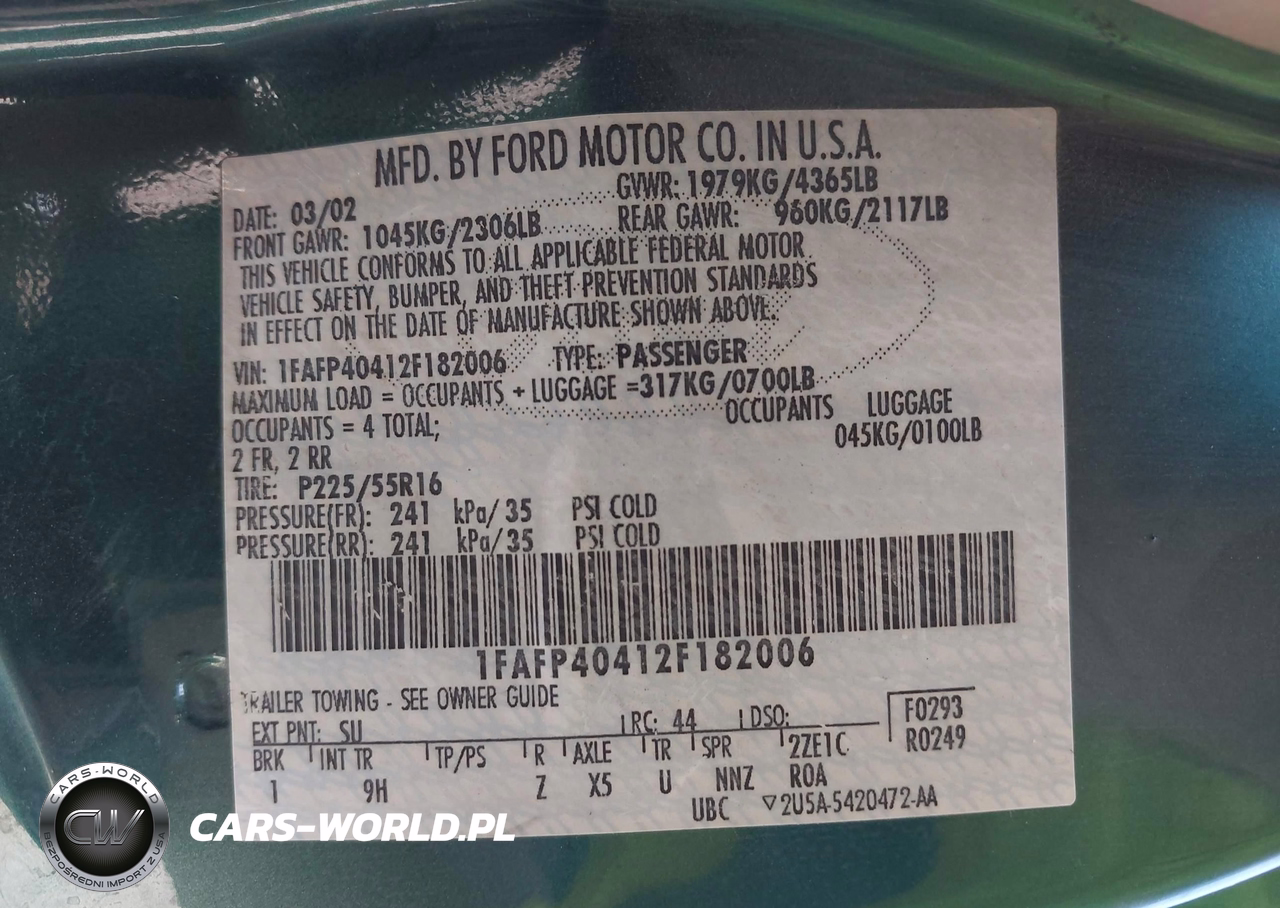 MFD. BY FORD MOTOR CO. IN U.S.A.
DATE: 03/02
GVWR: 1979KG/4365LB
FRONT GAWR: 1045KG/2306LB
REAR GAWR: 960KG/2117LB
THIS VEHICLE CONFORMS TO ALL APPLICABLE FEDERAL MOTOR
VEHICLE SAFETY, BUMPER, AND THEFT PREVENTION STANDARDS
IN EFFECT ON THE DATE OF MANUFACTURE SHOWN ABOVE.
VIN: 1FAFP40412F182006 TYPE: PASSENGER
MAXIMUM LOAD = OCCUPANTS + LUGGAGE =317KG/0700LB
OCCUPANTS = 4 TOTAL; OCCUPANTS LUGGAGE
2 FR, 2 RR 045KG/0100LB
TIRE: P225/55R16
PRESSURE(FR): 241 kPa/ 35 PSI COLD
PRESSURE(RR): 241 kPa/35 PSI COLD
1FAFP40412F182006
TRAILER TOWING - SEE OWNER GUIDE
EXT PNT: SU RC: 44 DSO: F0293
R0249
BRK INT TR TP/PS R AXLE TR SPR 2ZE1C
1 9H Z X5 U NNZ ROA
UBC ▽2U5A-5420472-AA
CARS-WORLD
CW
BEZPOŚREDNI IMPORT Z USA
CARS-WORLD.PL